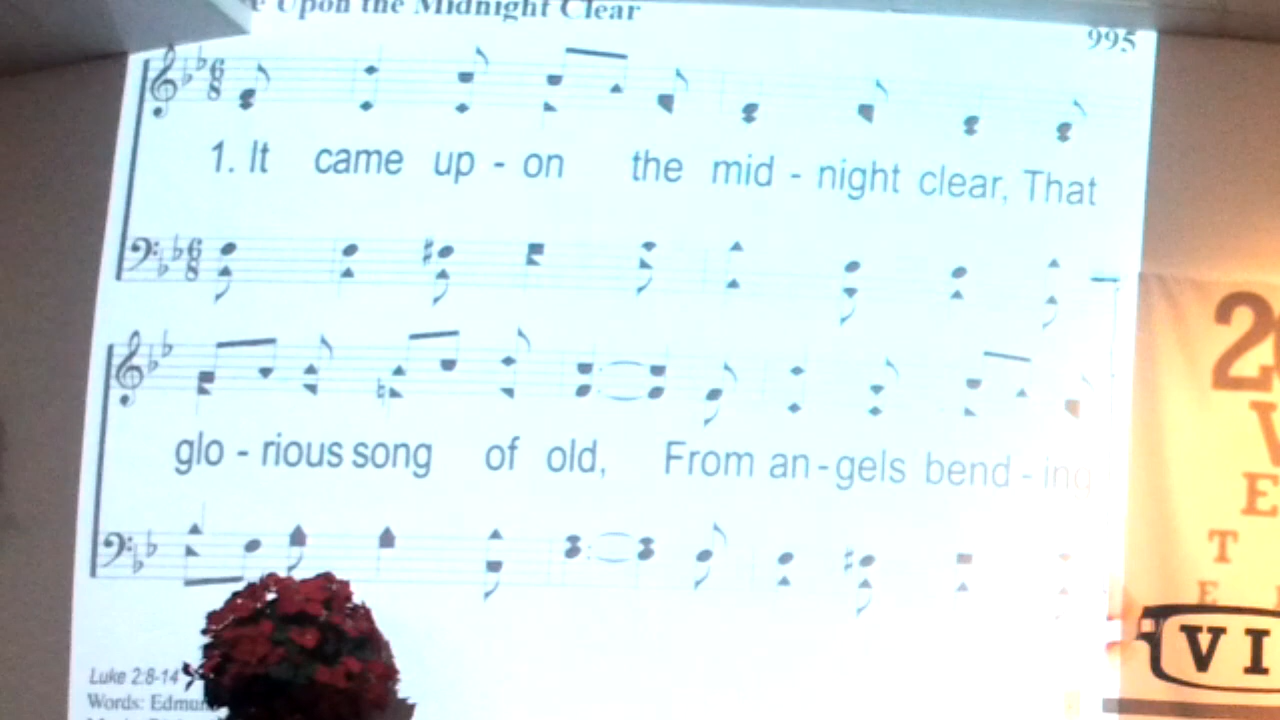 Upon the Midnight Clear
995
1. It came up - on the mid - night clear, That
glo - rious song of old, From an - gels bend - ing
Luke 2:8-14
Words:
V
E
T
E
VI